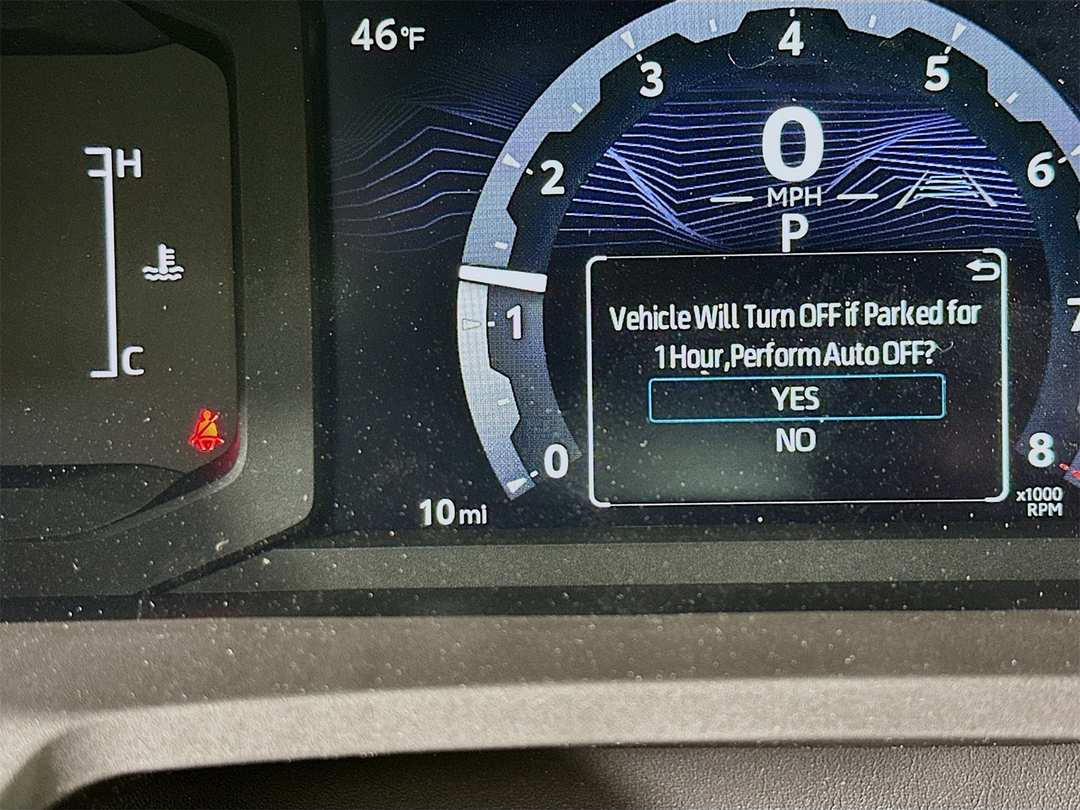 46°F
H
C
0
1
2
3
4
5
6
7
8
0
MPH
P
Vehicle Will Turn OFF if Parked for
1 Hour,Perform Auto OFF?
YES
NO
10 mi
x1000
RPM